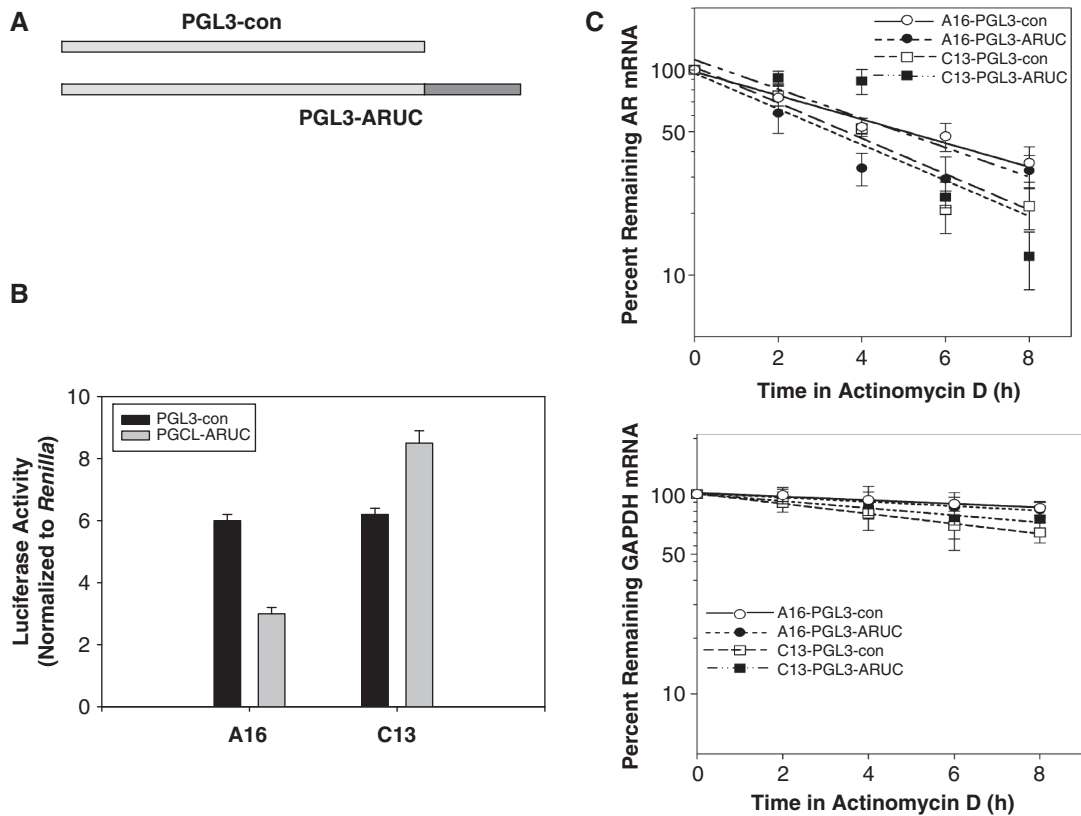 A
PGL3-con
PGL3-ARUC
B
Luciferase Activity
(Normalized to Renilla)
10
8
6
4
2
0
PGL3-con
PGCL-ARUC
A16
C13
C
Percent Remaining AR mRNA
100
50
10
A16-PGL3-con
A16-PGL3-ARUC
C13-PGL3-con
C13-PGL3-ARUC
0 2 4 6 8
Time in Actinomycin D (h)
Percent Remaining GAPDH mRNA
100
50
10
A16-PGL3-con
A16-PGL3-ARUC
C13-PGL3-con
C13-PGL3-ARUC
0 2 4 6 8
Time in Actinomycin D (h)